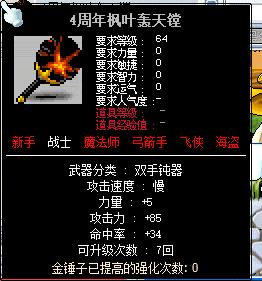 4周年枫叶轰天镗
要求等级: 64
要求力量: 0
要求敏捷: 0
要求智力: 0
要求运气: 0
要求人气度: -
道具等级: -
道具经验值: -
新手 战士 魔法师 弓箭手 飞侠 海盗
武器分类 : 双手钝器
攻击速度 : 慢
力量 : +5
攻击力 : +85
命中率 : +34
可升级次数 : 7回
金锤子已提高的强化次数: 0